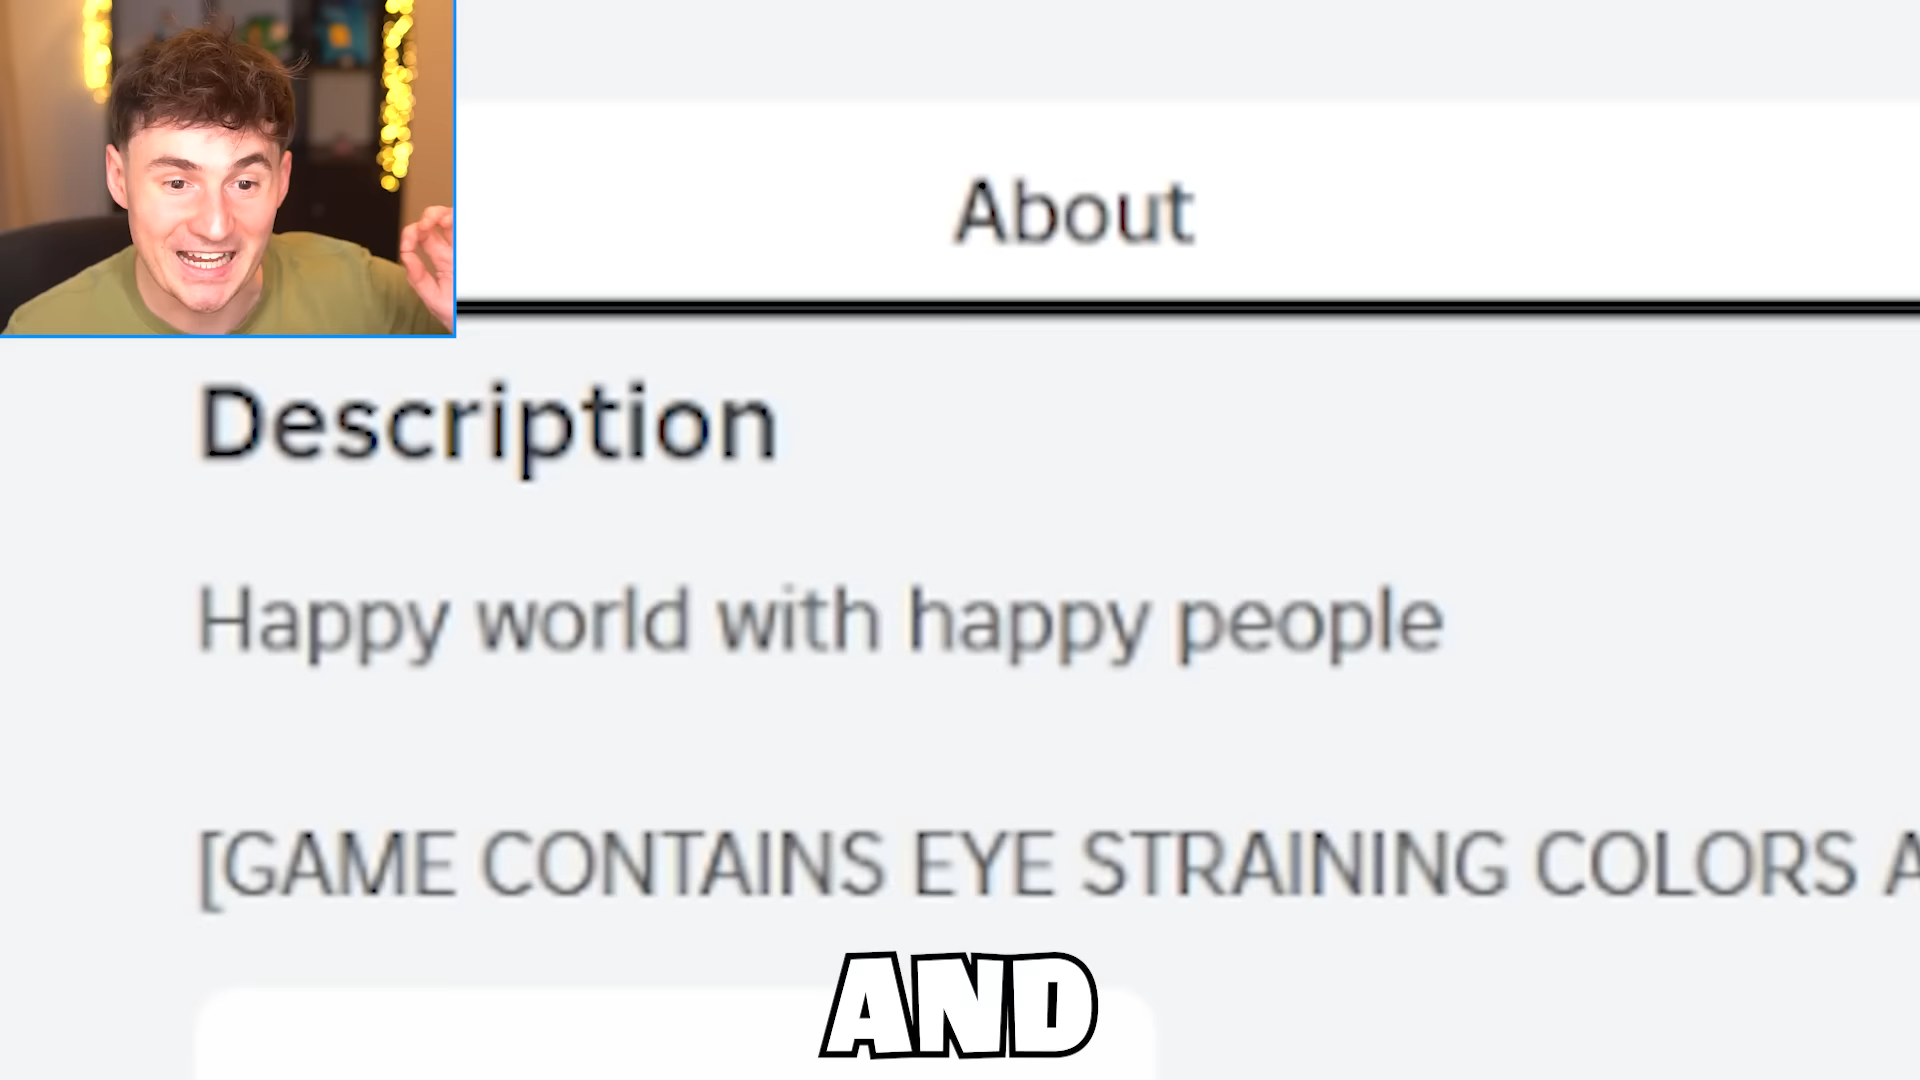 About
Description
Happy world with happy people
[GAME CONTAINS EYE STRAINING COLORS A
AND